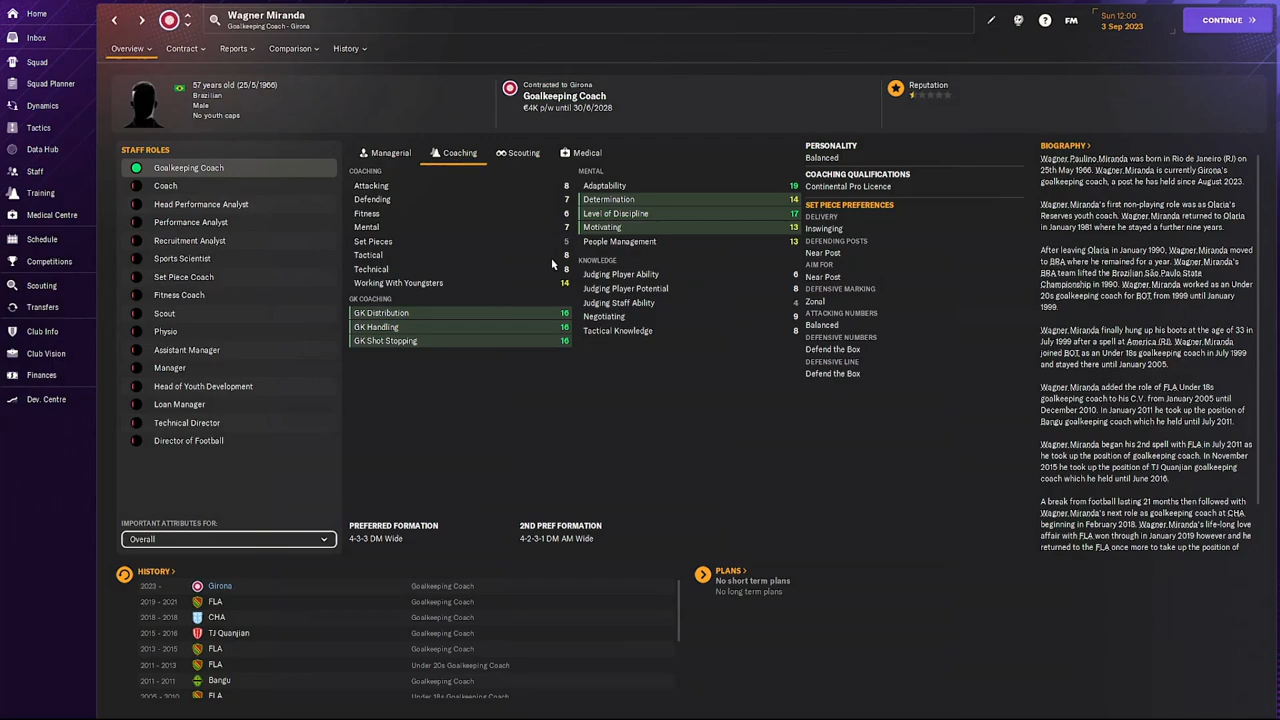 Home
Inbox
Squad
Squad Planner
Dynamics
Tactics
Data Hub
Staff
Training
Medical Centre
Schedule
Competitions
Scouting
Transfers
Club Info
Club Vision
Finances
Dev. Centre
Wagner Miranda
Goalkeeping Coach - Girona
FM
Sun 12:00
3 Sep 2023
CONTINUE
Overview
Contract
Reports
Comparison
History
57 years old (25/5/1966)
Brazilian
Male
No youth caps
Contracted to Girona
Goalkeeping Coach
€4K p/w until 30/6/2028
Reputation
STAFF ROLES
Goalkeeping Coach
Coach
Head Performance Analyst
Performance Analyst
Recruitment Analyst
Sports Scientist
Set Piece Coach
Fitness Coach
Scout
Physio
Assistant Manager
Manager
Head of Youth Development
Loan Manager
Technical Director
Director of Football
IMPORTANT ATTRIBUTES FOR:
Overall
Managerial
Coaching
Scouting
Medical
COACHING
Attacking 8
Defending 7
Fitness 6
Mental 7
Set Pieces 5
Tactical 8
Technical 8
Working With Youngsters 14
GK COACHING
GK Distribution 16
GK Handling 16
GK Shot Stopping 16
MENTAL
Adaptability 19
Determination 14
Level of Discipline 17
Motivating 13
People Management 13
KNOWLEDGE
Judging Player Ability 6
Judging Player Potential 8
Judging Staff Ability 4
Negotiating 9
Tactical Knowledge 8
PREFERRED FORMATION
4-3-3 DM Wide
2ND PREF FORMATION
4-2-3-1 DM AM Wide
PERSONALITY
Balanced
COACHING QUALIFICATIONS
Continental Pro Licence
SET PIECE PREFERENCES
DELIVERY
Inswinging
DEFENDING POSTS
Near Post
AIM FOR
Near Post
DEFENSIVE MARKING
Zonal
ATTACKING NUMBERS
Balanced
DEFENSIVE NUMBERS
Defend the Box
DEFENSIVE LINE
Defend the Box
BIOGRAPHY >
Wagner Paulino Miranda was born in Rio de Janeiro (RJ) on
25th May 1966. Wagner Miranda is currently Girona's
goalkeeping coach, a post he has held since August 2023.
Wagner Miranda's first non-playing role was as Olaria's
Reserves youth coach. Wagner Miranda returned to Olaria
in January 1981 where he stayed a further nine years.
After leaving Olaria in January 1990, Wagner Miranda moved
to BRA where he remained for a year. Wagner Miranda's
BRA team lifted the Brazilian São Paulo State
Championship in 1990. Wagner Miranda worked as an Under
20s goalkeeping coach for BOT from 1999 until January
1999.
Wagner Miranda finally hung up his boots at the age of 33 in
July 1999 after a spell at America (RJ). Wagner Miranda
joined BOT as an Under 18s goalkeeping coach in July 1999
and stayed there until January 2005.
Wagner Miranda added the role of FLA Under 18s
goalkeeping coach to his C.V. from January 2005 until
December 2010. In January 2011 he took up the position of
Bangu goalkeeping coach which he held until July 2011.
Wagner Miranda began his 2nd spell with FLA in July 2011 as
he took up the position of goalkeeping coach. In November
2015 he took up the position of TJ Quanjian goalkeeping
coach which he held until June 2016.
A break from football lasting 21 months then followed with
Wagner Miranda's next role as goalkeeping coach at CHA
beginning in February 2018. Wagner Miranda's life-long love
affair with FLA won through in January 2019 however and he
returned to the FLA once more to take up the position of
HISTORY >
2023 - Girona Goalkeeping Coach
2019 - 2021 FLA Goalkeeping Coach
2018 - 2018 CHA Goalkeeping Coach
2015 - 2016 TJ Quanjian Goalkeeping Coach
2013 - 2015 FLA Goalkeeping Coach
2011 - 2013 FLA Under 20s Goalkeeping Coach
2011 - 2011 Bangu Goalkeeping Coach
2005 - 2010 FLA Under 18s Goalkeeping Coach
PLANS >
No short term plans
No long term plans